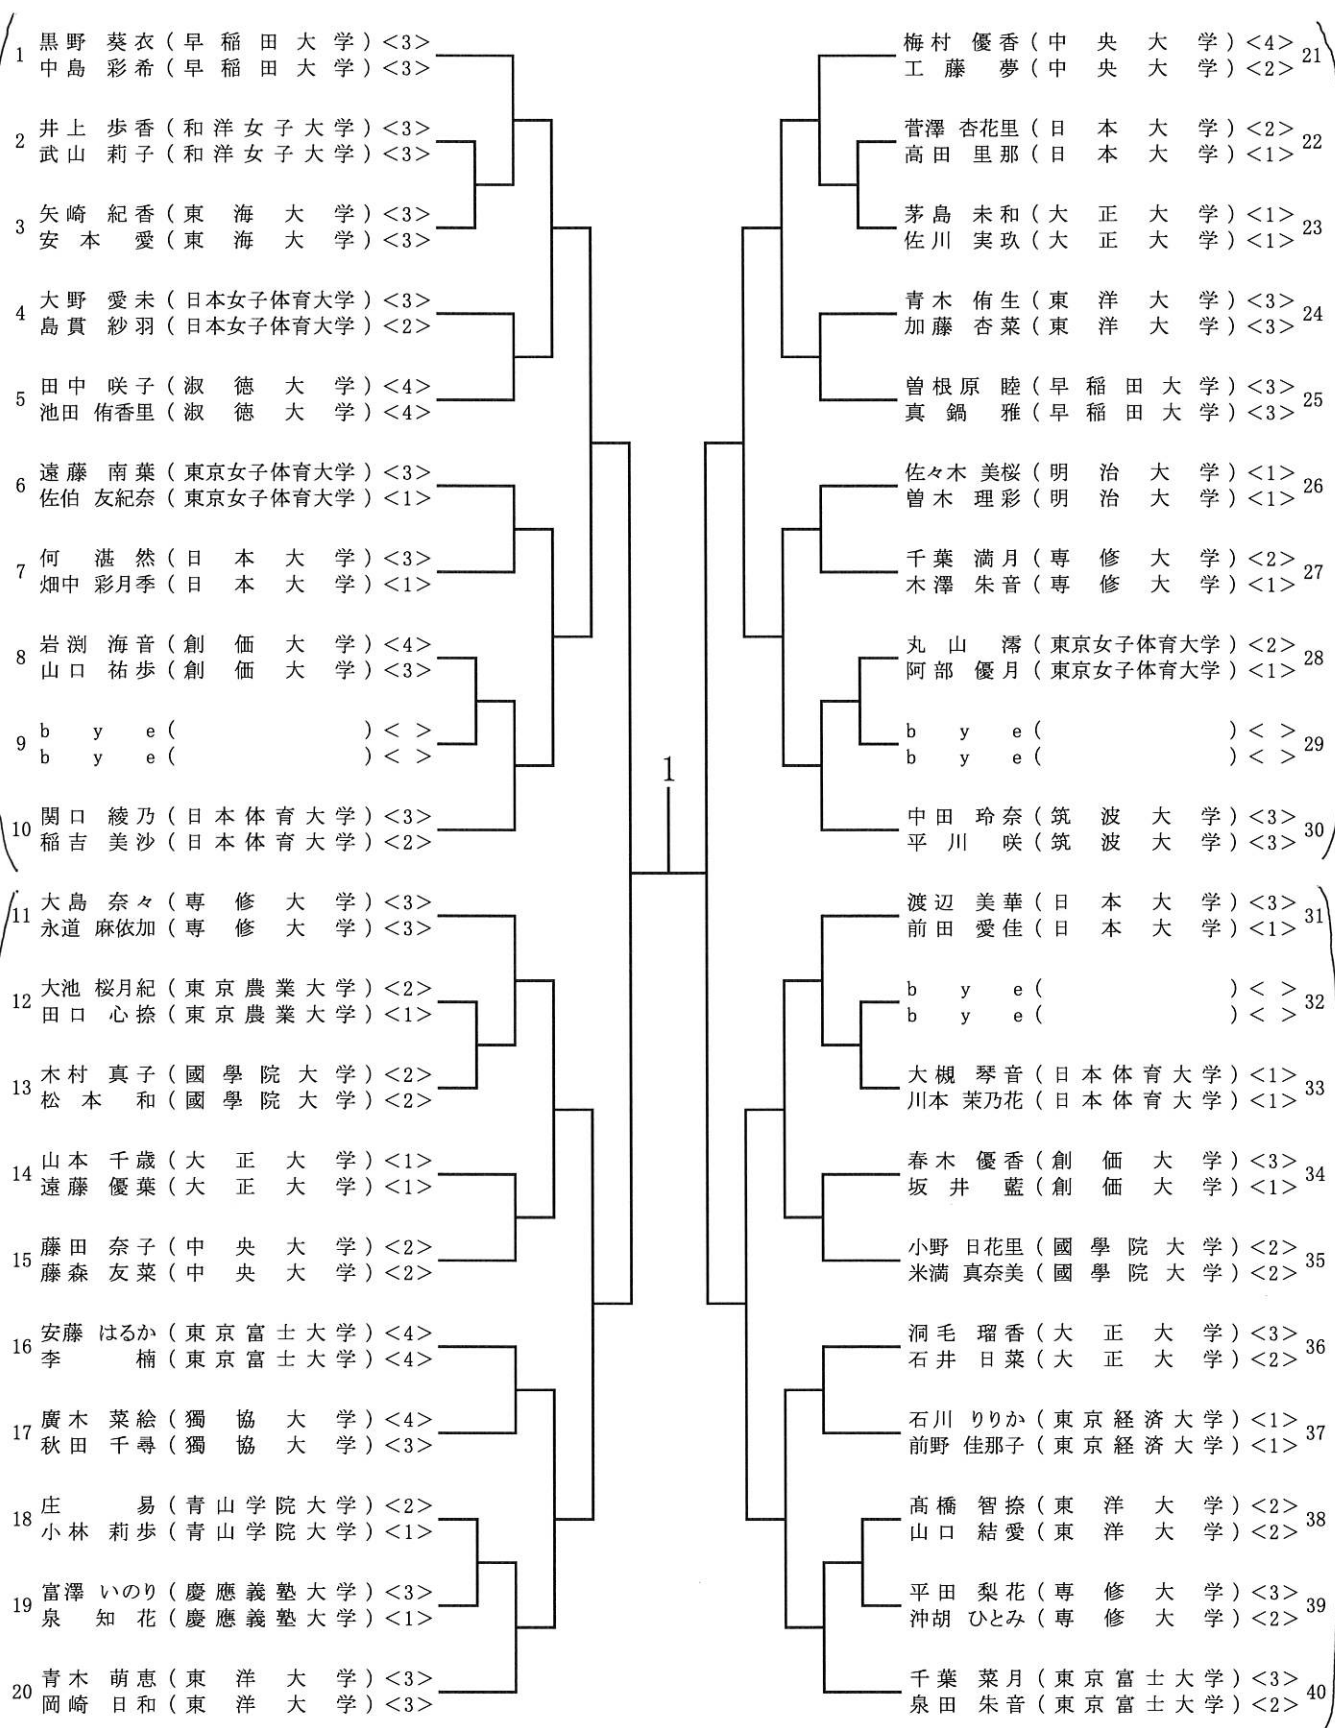 1 黒野 葵衣 (早稲田大学) <3>
中島 彩希 (早稲田大学) <3>
2 井上 歩香 (和洋女子大学) <3>
武山 莉子 (和洋女子大学) <3>
3 矢崎 紀香 (東海大学) <3>
安本 愛 (東海大学) <3>
4 大野 愛未 (日本女子体育大学) <3>
島貫 紗羽 (日本女子体育大学) <2>
5 田中 咲子 (淑徳大学) <4>
池田 侑香里 (淑徳大学) <4>
6 遠藤 南葉 (東京女子体育大学) <3>
佐伯 友紀奈 (東京女子体育大学) <1>
7 何 湛然 (日本大学) <3>
畑中 彩月季 (日本大学) <1>
8 岩渕 海音 (創価大学) <4>
山口 祐歩 (創価大学) <3>
9 bye ( ) < >
bye ( ) < >
10 関口 綾乃 (日本体育大学) <3>
稲吉 美沙 (日本体育大学) <2>
11 大島 奈々 (専修大学) <3>
永道 麻依加 (専修大学) <3>
12 大池 桜月紀 (東京農業大学) <2>
田口 心捺 (東京農業大学) <1>
13 木村 真子 (國學院大学) <2>
松本 和 (國學院大学) <2>
14 山本 千歳 (大正大学) <1>
遠藤 優葉 (大正大学) <1>
15 藤田 奈子 (中央大学) <2>
藤森 友菜 (中央大学) <2>
16 安藤 はるか (東京富士大学) <4>
李 楠 (東京富士大学) <4>
17 廣木 菜絵 (獨協大学) <4>
秋田 千尋 (獨協大学) <3>
18 庄 易 (青山学院大学) <2>
小林 莉歩 (青山学院大学) <1>
19 富澤 いのり (慶應義塾大学) <3>
泉 知花 (慶應義塾大学) <1>
20 青木 萌恵 (東洋大学) <3>
岡崎 日和 (東洋大学) <3>
1
梅村 優香 (中央大学) <4> 21
工藤 夢 (中央大学) <2>
菅澤 杏花里 (日本大学) <2> 22
高田 里那 (日本大学) <1>
茅島 未和 (大正大学) <1> 23
佐川 実玖 (大正大学) <1>
青木 侑生 (東洋大学) <3> 24
加藤 杏菜 (東洋大学) <3>
曽根原 睦 (早稲田大学) <3> 25
真鍋 雅 (早稲田大学) <3>
佐々木 美桜 (明治大学) <1> 26
曽木 理彩 (明治大学) <1>
千葉 満月 (専修大学) <2> 27
木澤 朱音 (専修大学) <1>
丸山 澪 (東京女子体育大学) <2> 28
阿部 優月 (東京女子体育大学) <1>
bye ( ) < > 29
bye ( ) < >
中田 玲奈 (筑波大学) <3> 30
平川 咲 (筑波大学) <3>
渡辺 美華 (日本大学) <3> 31
前田 愛佳 (日本大学) <1>
bye ( ) < > 32
bye ( ) < >
大槻 琴音 (日本体育大学) <1> 33
川本 茉乃花 (日本体育大学) <1>
春木 優香 (創価大学) <3> 34
坂井 藍 (創価大学) <1>
小野 日花里 (國學院大学) <2> 35
米満 真奈美 (國學院大学) <2>
洞毛 瑠香 (大正大学) <3> 36
石井 日菜 (大正大学) <2>
石川 りりか (東京経済大学) <1> 37
前野 佳那子 (東京経済大学) <1>
髙橋 智捺 (東洋大学) <2> 38
山口 結愛 (東洋大学) <2>
平田 梨花 (専修大学) <3> 39
沖胡 ひとみ (専修大学) <2>
千葉 菜月 (東京富士大学) <3> 40
泉田 朱音 (東京富士大学) <2>